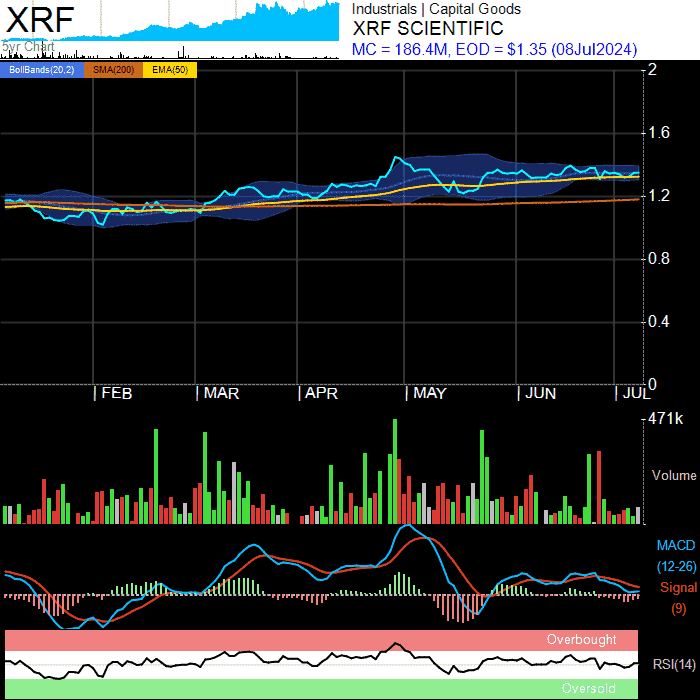 XRF
5yr Chart
Industrials | Capital Goods
XRF SCIENTIFIC
MC = 186.4M, EOD = $1.35 (08Jul2024)
BollBands(20,2) SMA(200) EMA(50)
2
1.6
1.2
0.8
0.4
0
| FEB | MAR | APR | MAY | JUN | JUL
471k
Volume
MACD
(12-26)
Signal
(9)
Overbought
RSI(14)
Oversold